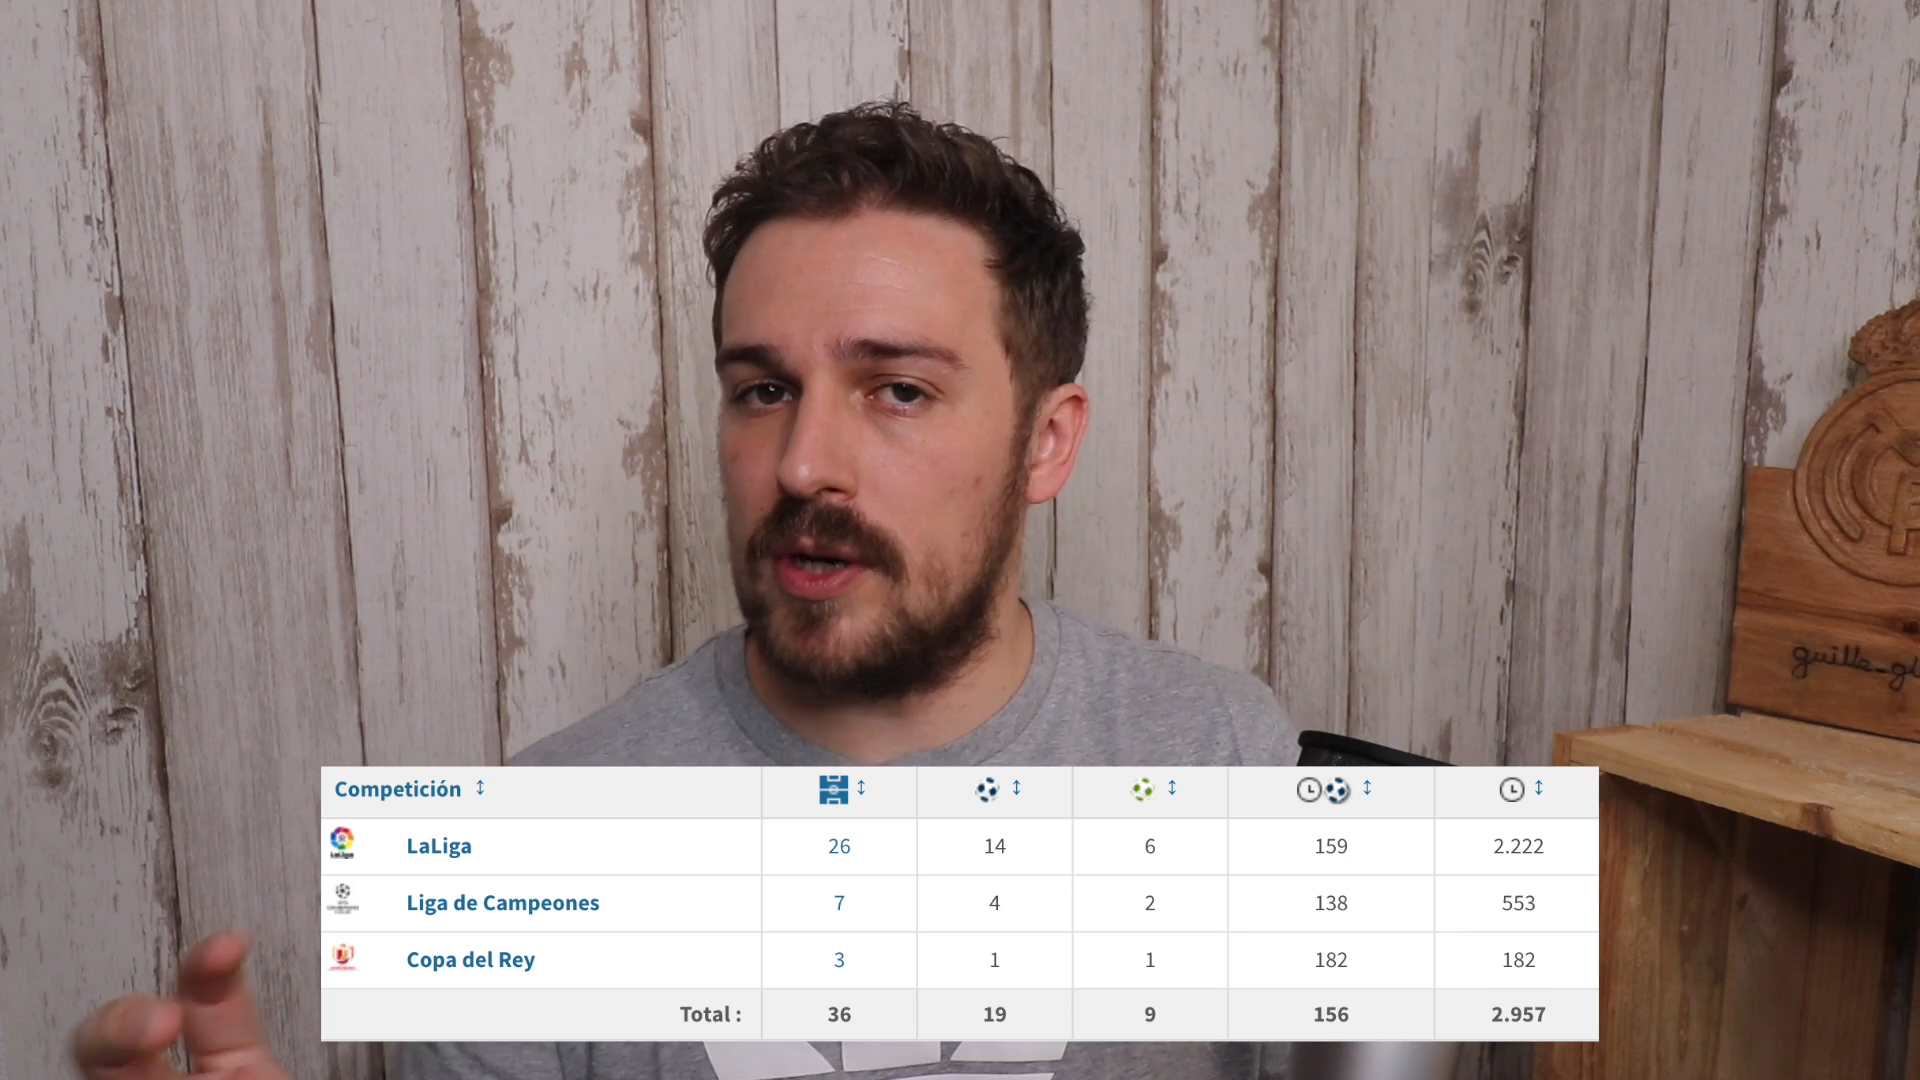 guille_gl
Competición
LaLiga 26 14 6 159 2.222
Liga de Campeones 7 4 2 138 553
Copa del Rey 3 1 1 182 182
Total : 36 19 9 156 2.957